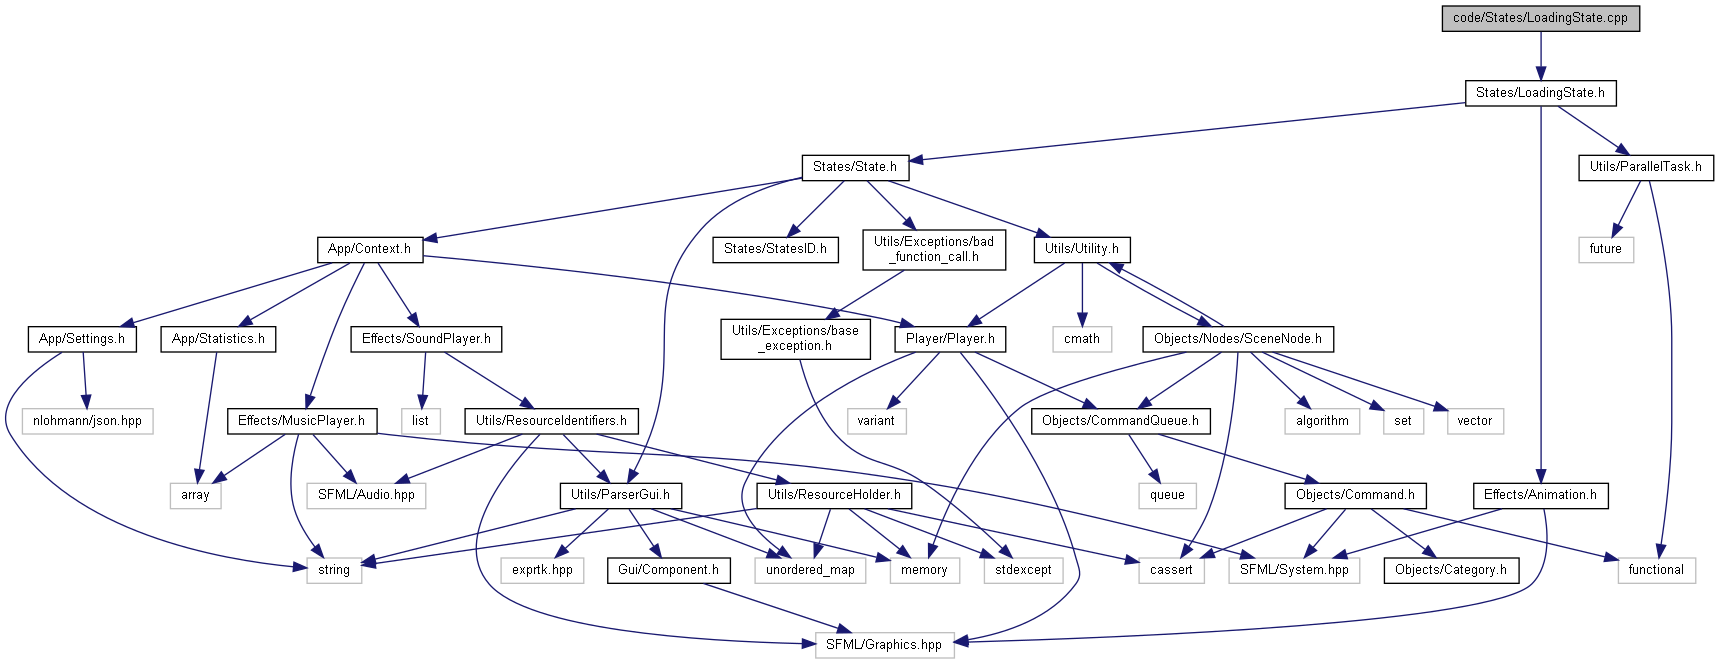 code/States/LoadingState.cpp
States/LoadingState.h
States/State.h
Utils/ParallelTask.h
App/Context.h
States/StatesID.h
Utils/Exceptions/bad
_function_call.h
Utils/Utility.h
future
App/Settings.h
App/Statistics.h
Effects/SoundPlayer.h
Utils/Exceptions/base
_exception.h
Player/Player.h
cmath
Objects/Nodes/SceneNode.h
nlohmann/json.hpp
Effects/MusicPlayer.h
list
Utils/ResourceIdentifiers.h
variant
Objects/CommandQueue.h
algorithm
set
vector
array
SFML/Audio.hpp
Utils/ParserGui.h
Utils/ResourceHolder.h
queue
Objects/Command.h
Effects/Animation.h
string
exprtk.hpp
Gui/Component.h
unordered_map
memory
stdexcept
cassert
SFML/System.hpp
Objects/Category.h
functional
SFML/Graphics.hpp